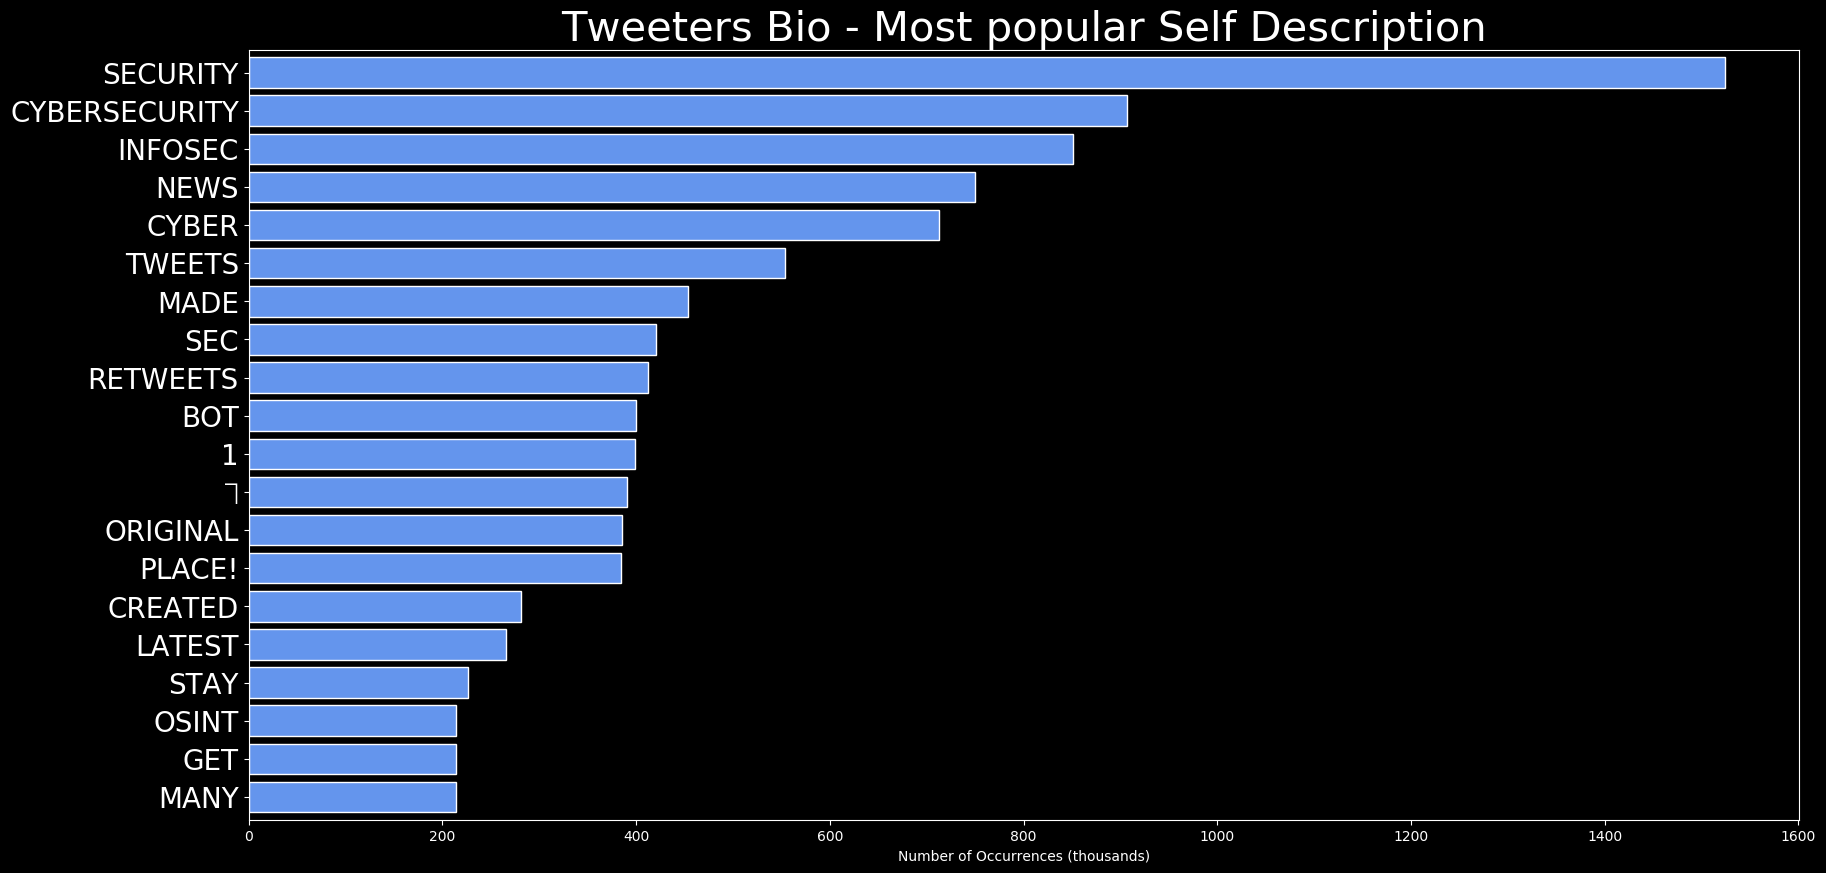 Tweeters Bio - Most popular Self Description
SECURITY
CYBERSECURITY
INFOSEC
NEWS
CYBER
TWEETS
MADE
SEC
RETWEETS
BOT
1
ORIGINAL
PLACE!
CREATED
LATEST
STAY
OSINT
GET
MANY
0 200 400 600 800 1000 1200 1400 1600
Number of Occurrences (thousands)